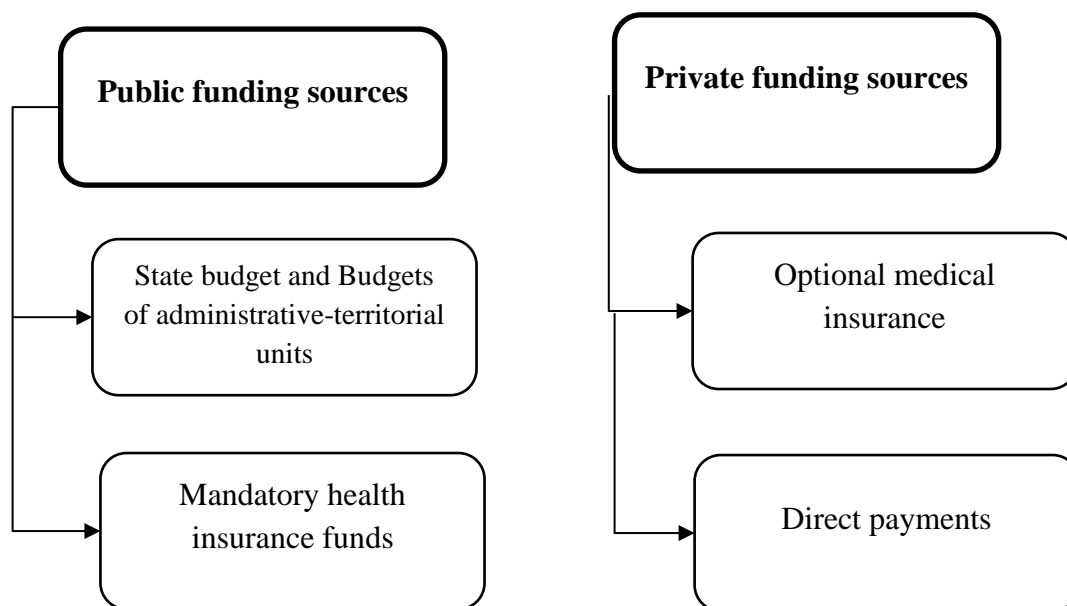 Public funding sources
State budget and Budgets
of administrative-territorial
units
Mandatory health
insurance funds
Private funding sources
Optional medical
insurance
Direct payments